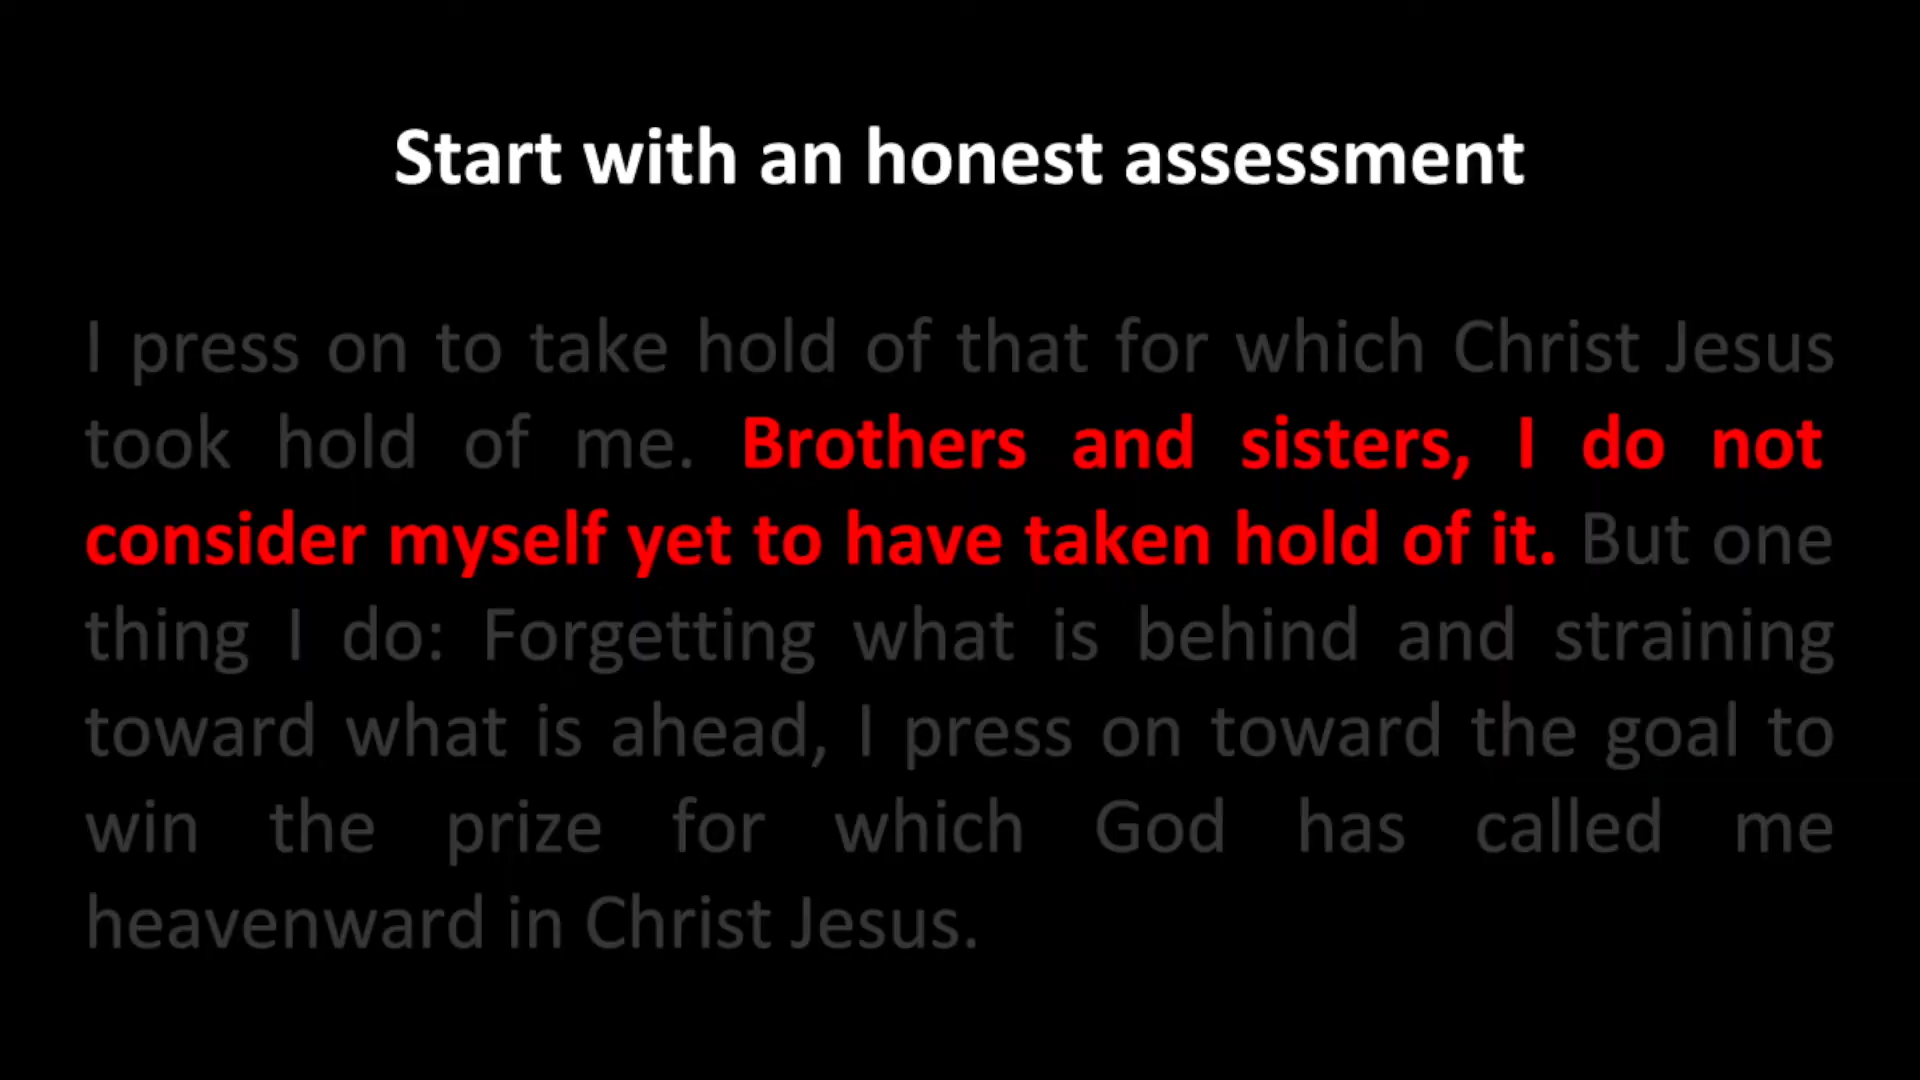 Start with an honest assessment
I press on to take hold of that for which Christ Jesus
took hold of me. Brothers and sisters, I do not
consider myself yet to have taken hold of it. But one
thing I do: Forgetting what is behind and straining
toward what is ahead, I press on toward the goal to
win the prize for which God has called me
heavenward in Christ Jesus.